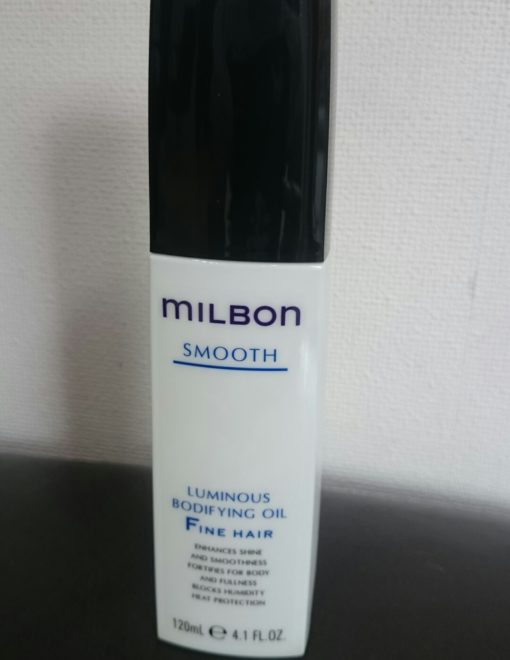 mILBon
SMOOTH
LUMINOUS
BODIFYING OIL
FINE HAIR
ENHANCES SHINE
AND SMOOTHNESS
FORTIFIES FOR BODY
AND FULLNESS
BLOCKS HUMIDITY
HEAT PROTECTION
120mL ℮ 4.1 FL.OZ.